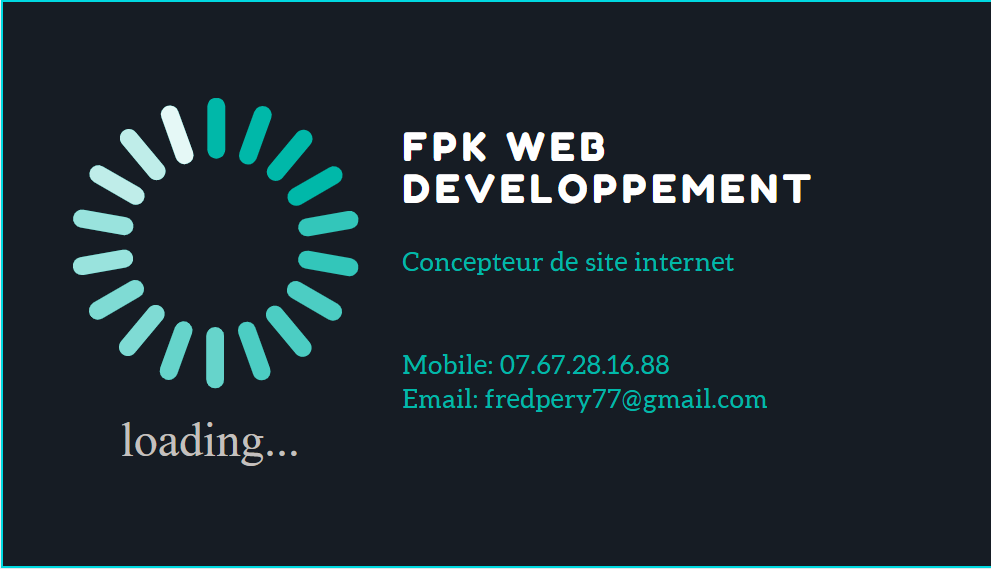 FPK WEB
DEVELOPPEMENT
Concepteur de site internet
Mobile: 07.67.28.16.88
Email: fredpery77@gmail.com
loading...